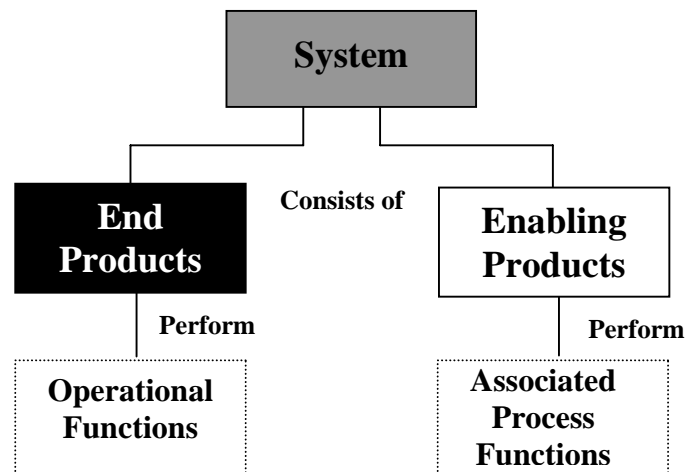 System
Consists of
End
Products
Enabling
Products
Perform
Perform
Operational
Functions
Associated
Process
Functions